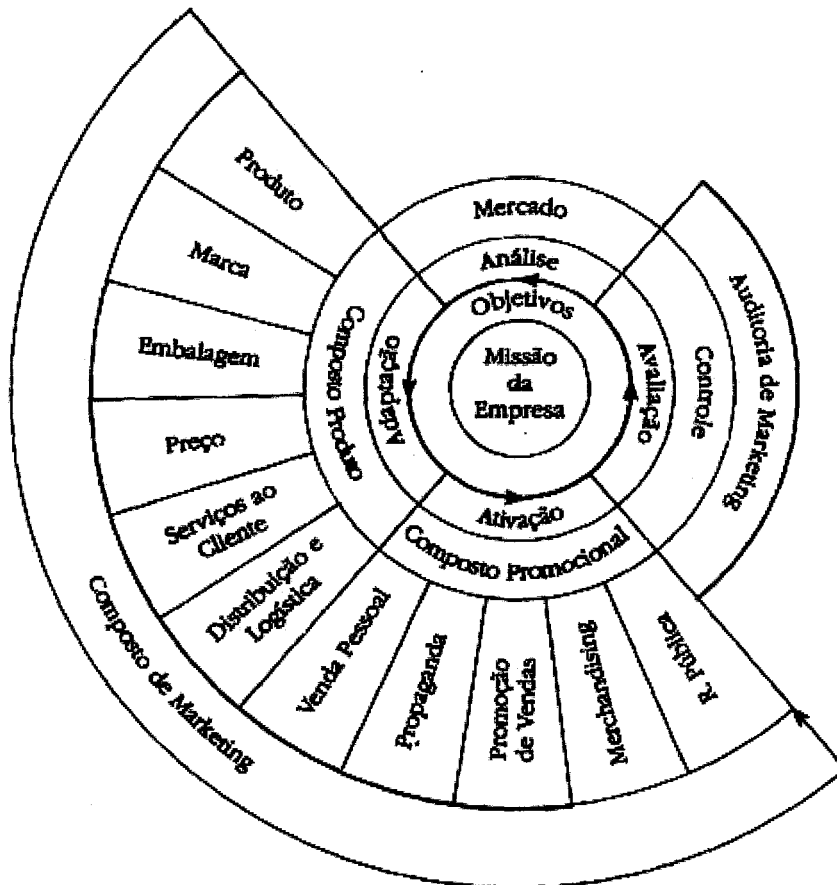 Mercado
Análise
Objetivos
Missão
da
Empresa
Adaptação
Avaliação
Ativação
Composto Produto
Controle
Auditoria de Marketing
Composto Promocional
Produto
Marca
Embalagem
Preço
Serviços ao
Cliente
Distribuição e
Logística
Venda Pessoal
Propaganda
Promoção
de Vendas
Merchandising
R. Pública
Composto de Marketing